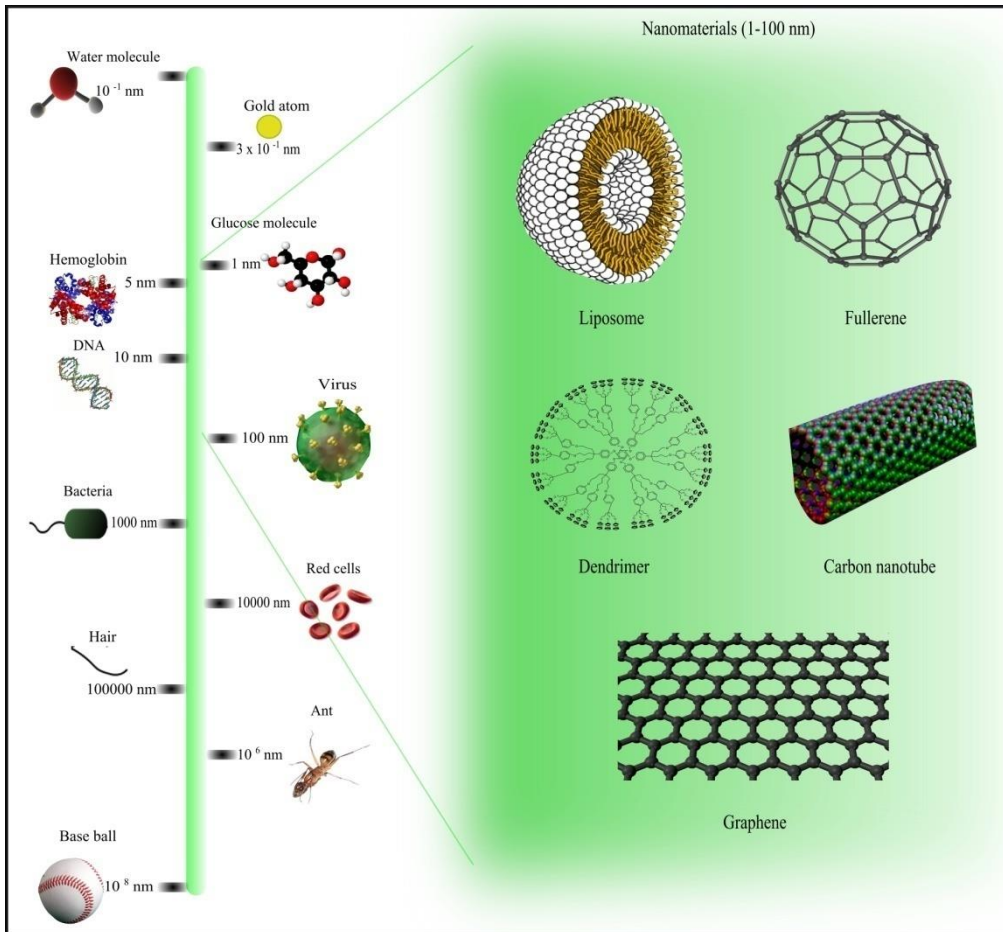 Nanomaterials (1-100 nm)
Water molecule
10 ⁻¹ nm
Gold atom
3 x 10 ⁻¹ nm
Glucose molecule
1 nm
Hemoglobin
5 nm
DNA
10 nm
Virus
100 nm
Bacteria
1000 nm
Red cells
10000 nm
Hair
100000 nm
Ant
10 ⁶ nm
Base ball
10 ⁸ nm
Liposome
Fullerene
Dendrimer
Carbon nanotube
Graphene